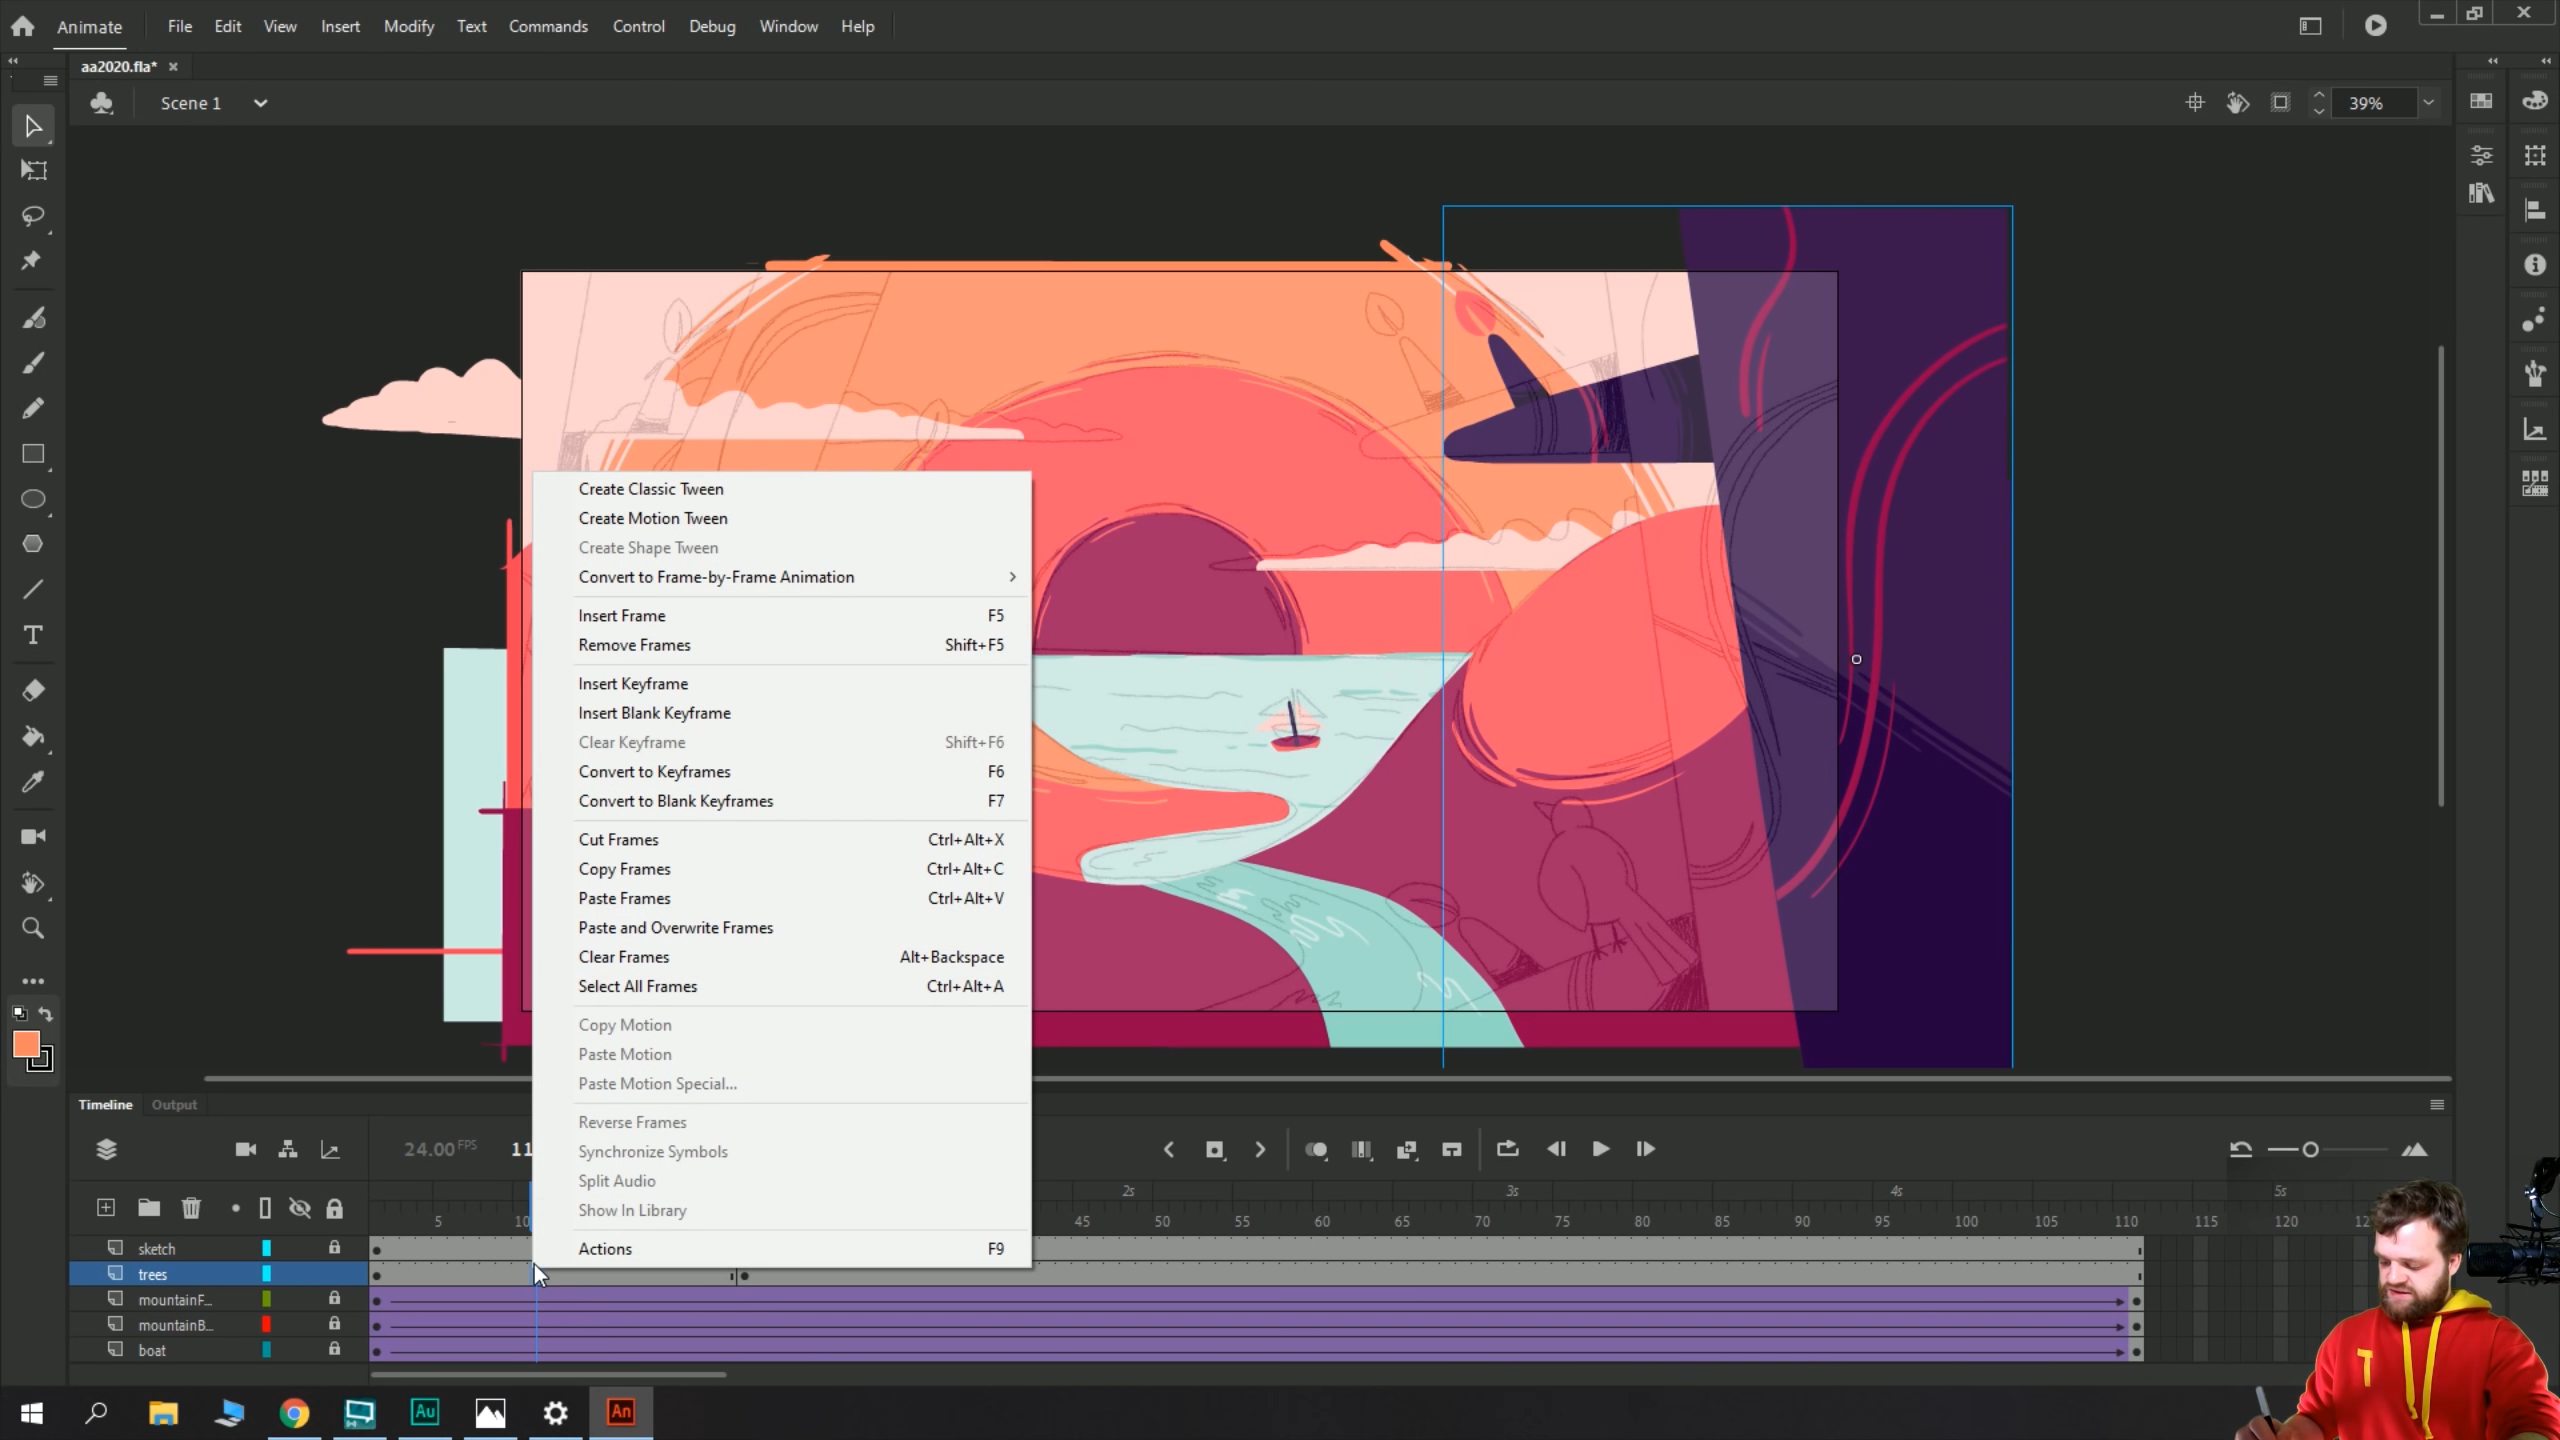 Animate File Edit View Insert Modify Text Commands Control Debug Window Help
aa2020.fla*
Scene 1
39%
Create Classic Tween
Create Motion Tween
Create Shape Tween
Convert to Frame-by-Frame Animation
Insert Frame F5
Remove Frames Shift+F5
Insert Keyframe
Insert Blank Keyframe
Clear Keyframe Shift+F6
Convert to Keyframes F6
Convert to Blank Keyframes F7
Cut Frames Ctrl+Alt+X
Copy Frames Ctrl+Alt+C
Paste Frames Ctrl+Alt+V
Paste and Overwrite Frames
Clear Frames Alt+Backspace
Select All Frames Ctrl+Alt+A
Copy Motion
Paste Motion
Paste Motion Special...
Reverse Frames
Synchronize Symbols
Split Audio
Show In Library
Actions F9
Timeline Output
24.00 FPS 11
2s 3s 4s 5s
5 10 45 50 55 60 65 70 75 80 85 90 95 100 105 110 115 120
sketch
trees
mountainF...
mountainB...
boat
Au An